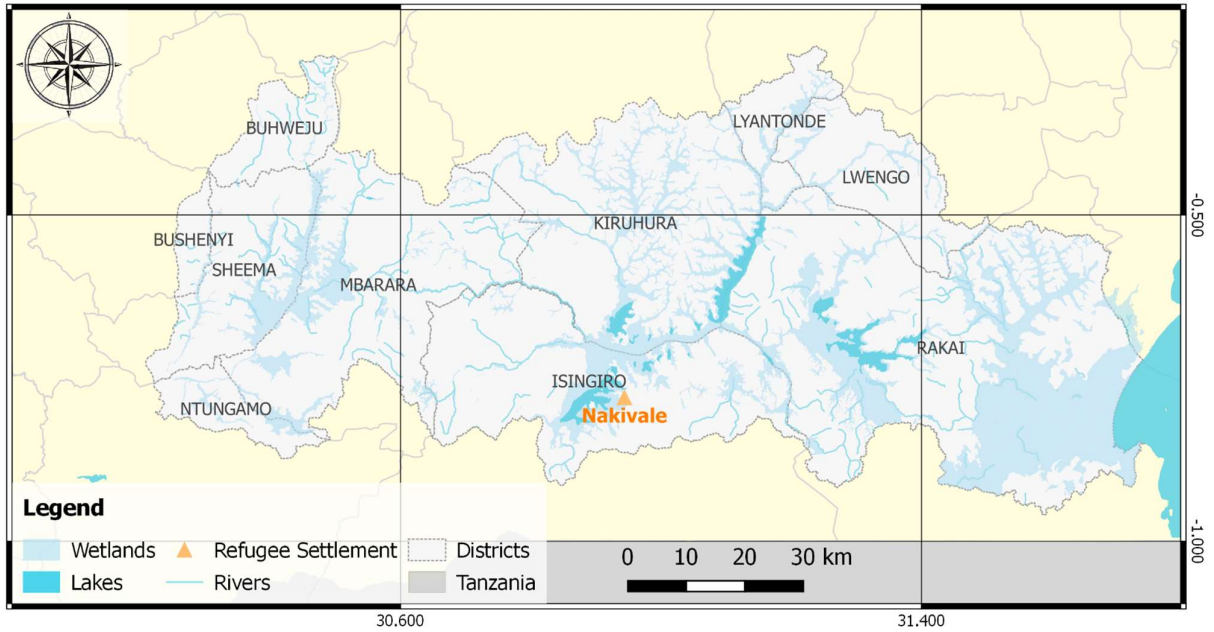 BUHWEJU
LYANTONDE
LWENGO
-0.500
KIRUHURA
BUSHENYI
SHEEMA
MBARARA
RAKAI
ISINGIRO
NTUNGAMO
Nakivale
Legend
Wetlands
Refugee Settlement
Districts
Lakes
Rivers
Tanzania
0 10 20 30 km
-1.000
30.600
31.400